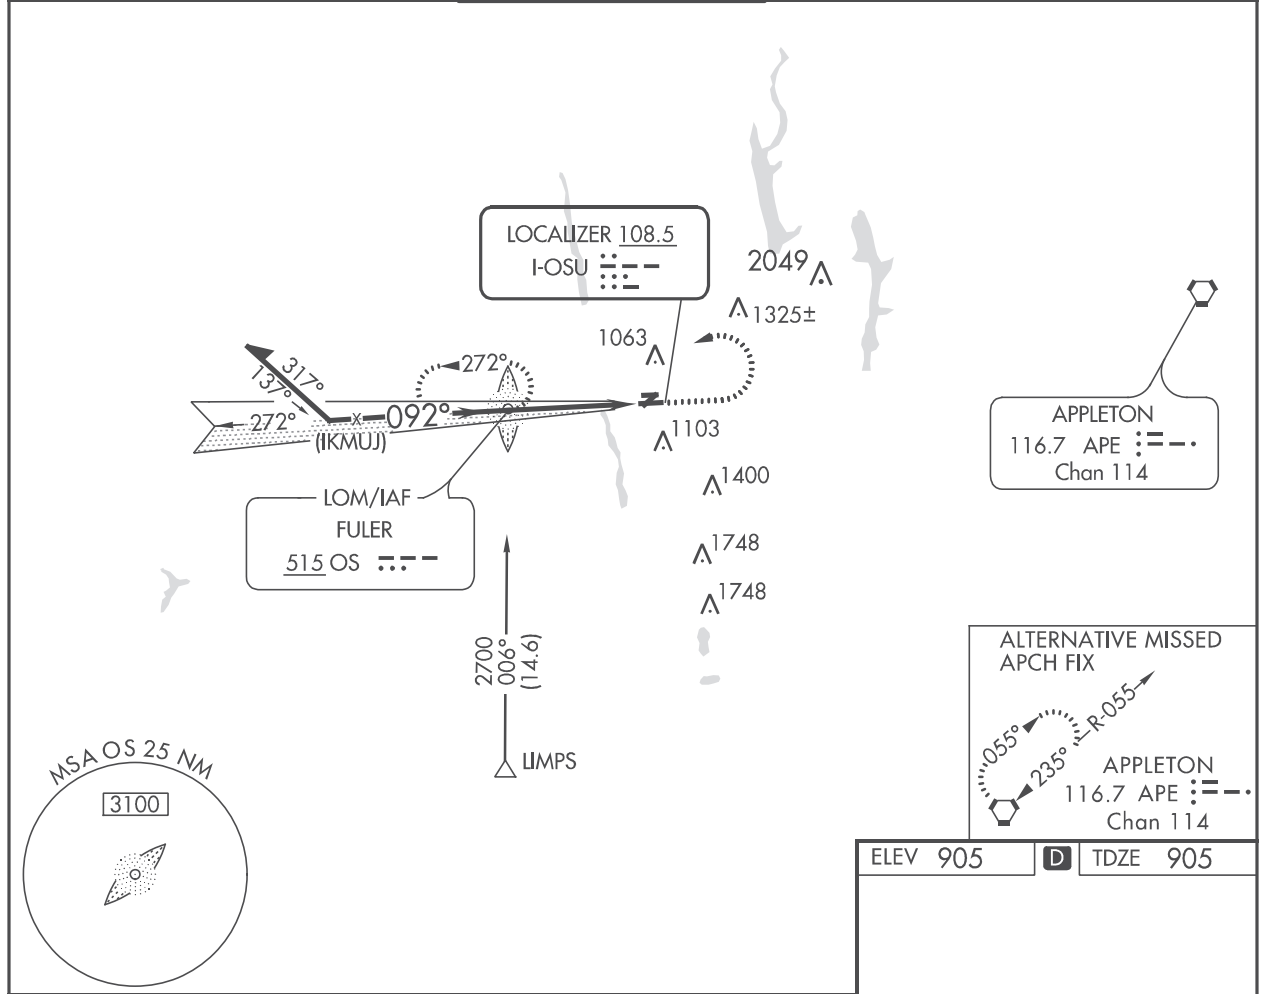 LOCALIZER 108.5
I-OSU
2049
1325±
1063
317°
137°
272°
272°
092°
(IKMUJ)
1103
APPLETON
116.7 APE
Chan 114
1400
LOM/IAF
FULER
515 OS
1748
1748
2700
006°
(14.6)
LIMPS
ALTERNATIVE MISSED
APCH FIX
R-055
055°
235°
APPLETON
116.7 APE
Chan 114
MSA OS 25 NM
3100
ELEV 905 D TDZE 905